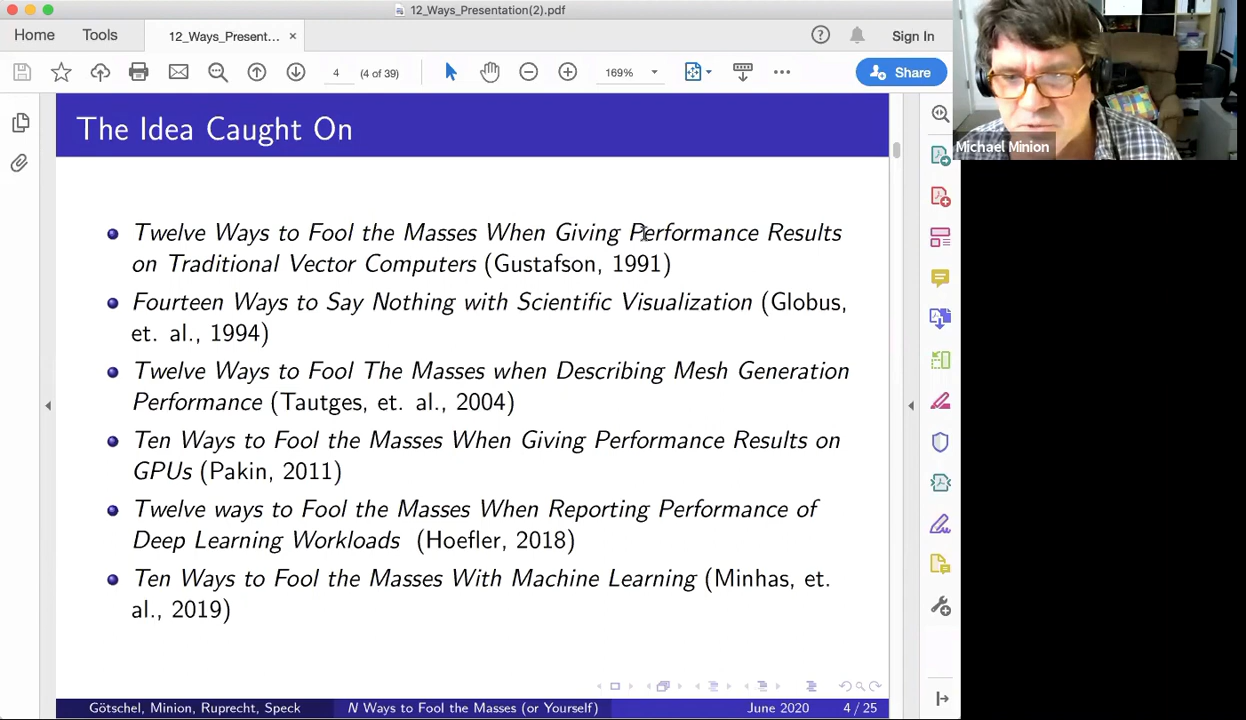 12_Ways_Presentation(2).pdf
Home Tools 12_Ways_Present... × Sign In
4 (4 of 39) 169% Share
The Idea Caught On
Michael Minion
Twelve Ways to Fool the Masses When Giving Performance Results
on Traditional Vector Computers (Gustafson, 1991)
Fourteen Ways to Say Nothing with Scientific Visualization (Globus,
et. al., 1994)
Twelve Ways to Fool The Masses when Describing Mesh Generation
Performance (Tautges, et. al., 2004)
Ten Ways to Fool the Masses When Giving Performance Results on
GPUs (Pakin, 2011)
Twelve ways to Fool the Masses When Reporting Performance of
Deep Learning Workloads (Hoefler, 2018)
Ten Ways to Fool the Masses With Machine Learning (Minhas, et.
al., 2019)
Götschel, Minion, Ruprecht, Speck N Ways to Fool the Masses (or Yourself) June 2020 4 / 25